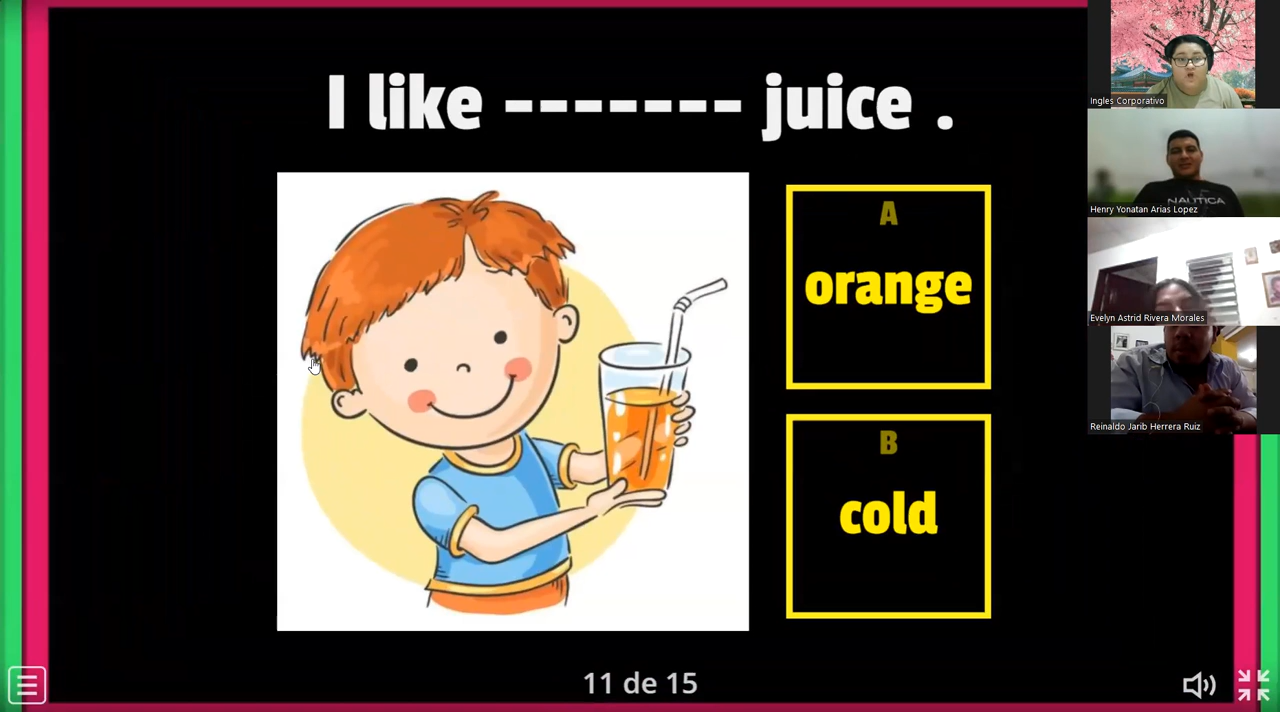 I like ------- juice .
A
orange
B
cold
11 de 15
Ingles Corporativo
Henry Yonatan Arias Lopez
NAUTICA
Evelyn Astrid Rivera Morales
Reinaldo Jarib Herrera Ruiz